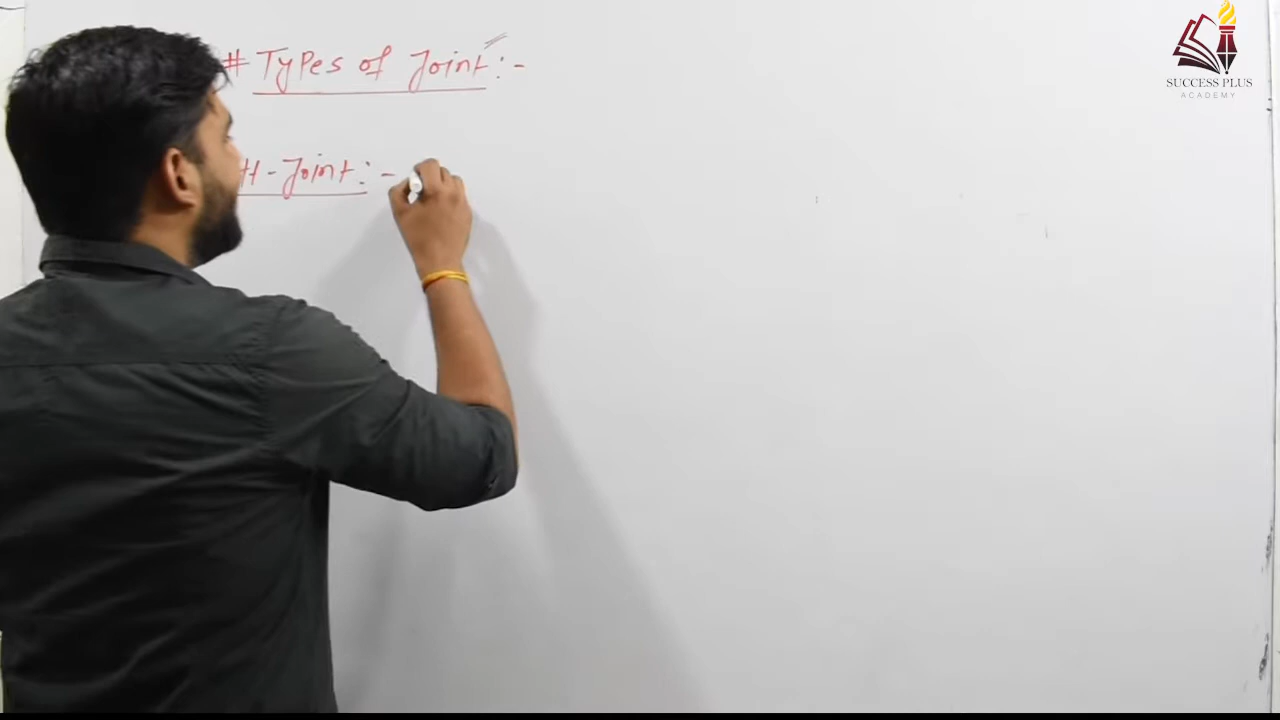 # Types of Joint :-
- Joint :-
SUCCESS PLUS
ACADEMY